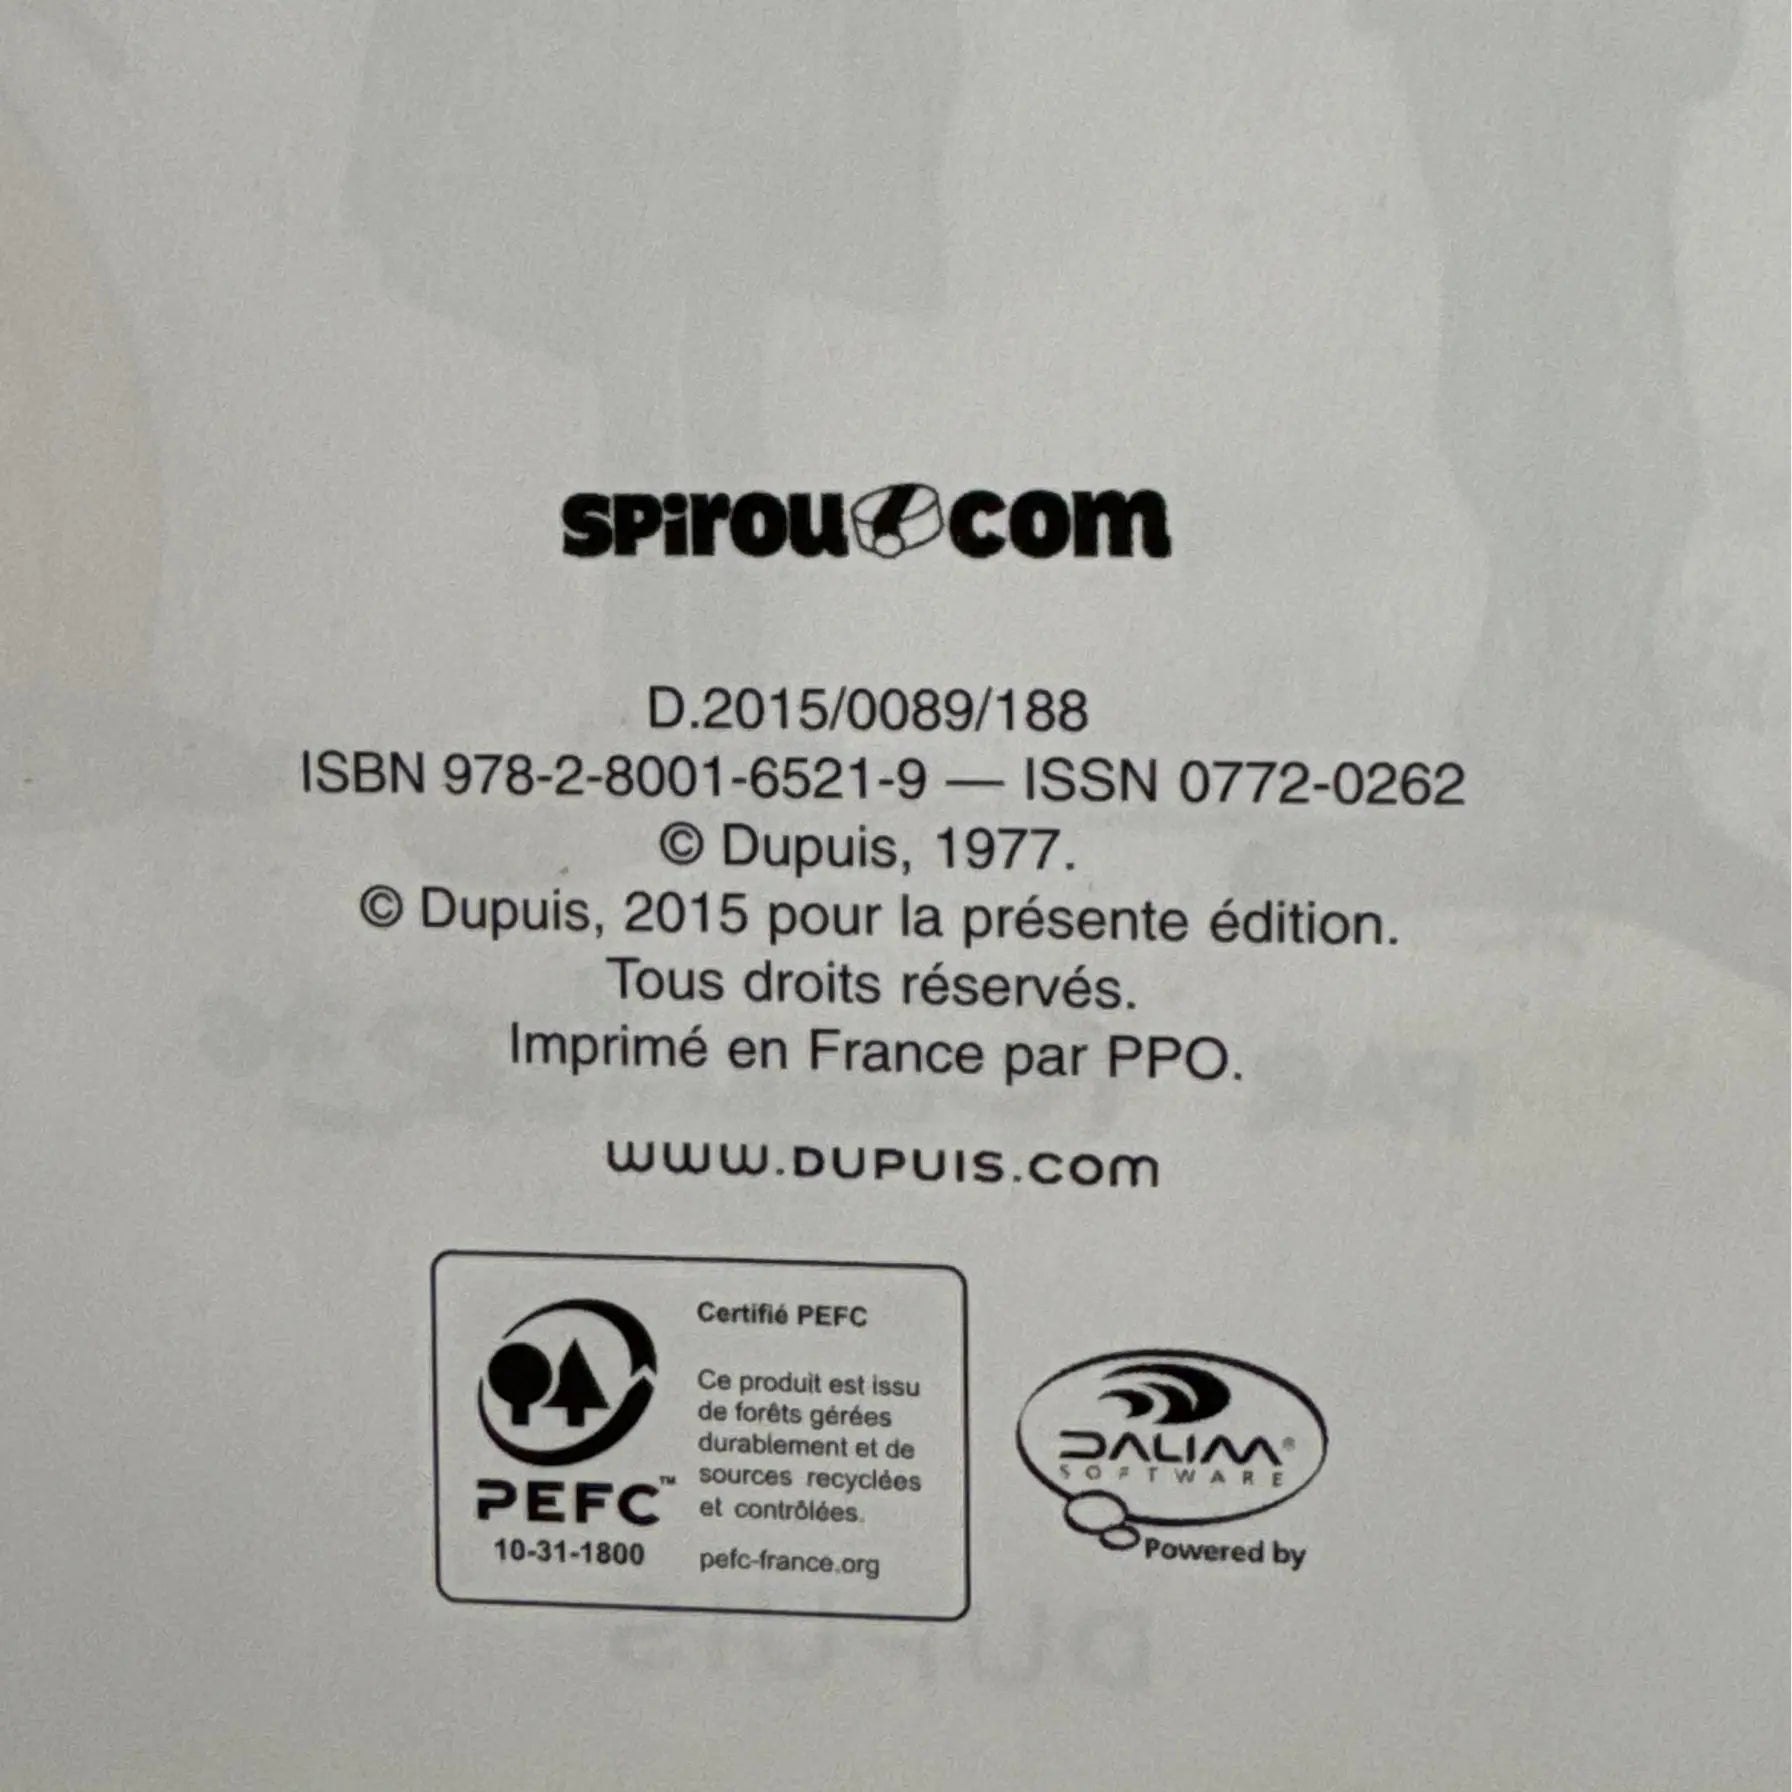 SPiROU.COM
D.2015/0089/188
ISBN 978-2-8001-6521-9 — ISSN 0772-0262
© Dupuis, 1977.
© Dupuis, 2015 pour la présente édition.
Tous droits réservés.
Imprimé en France par PPO.
www.DUPUIS.com
Certifié PEFC
Ce produit est issu
de forêts gérées
durablement et de
sources recyclées
et contrôlées.
pefc-france.org
PEFC™
10-31-1800
DALIM®
SOFTWARE
Powered by
DUPUIS